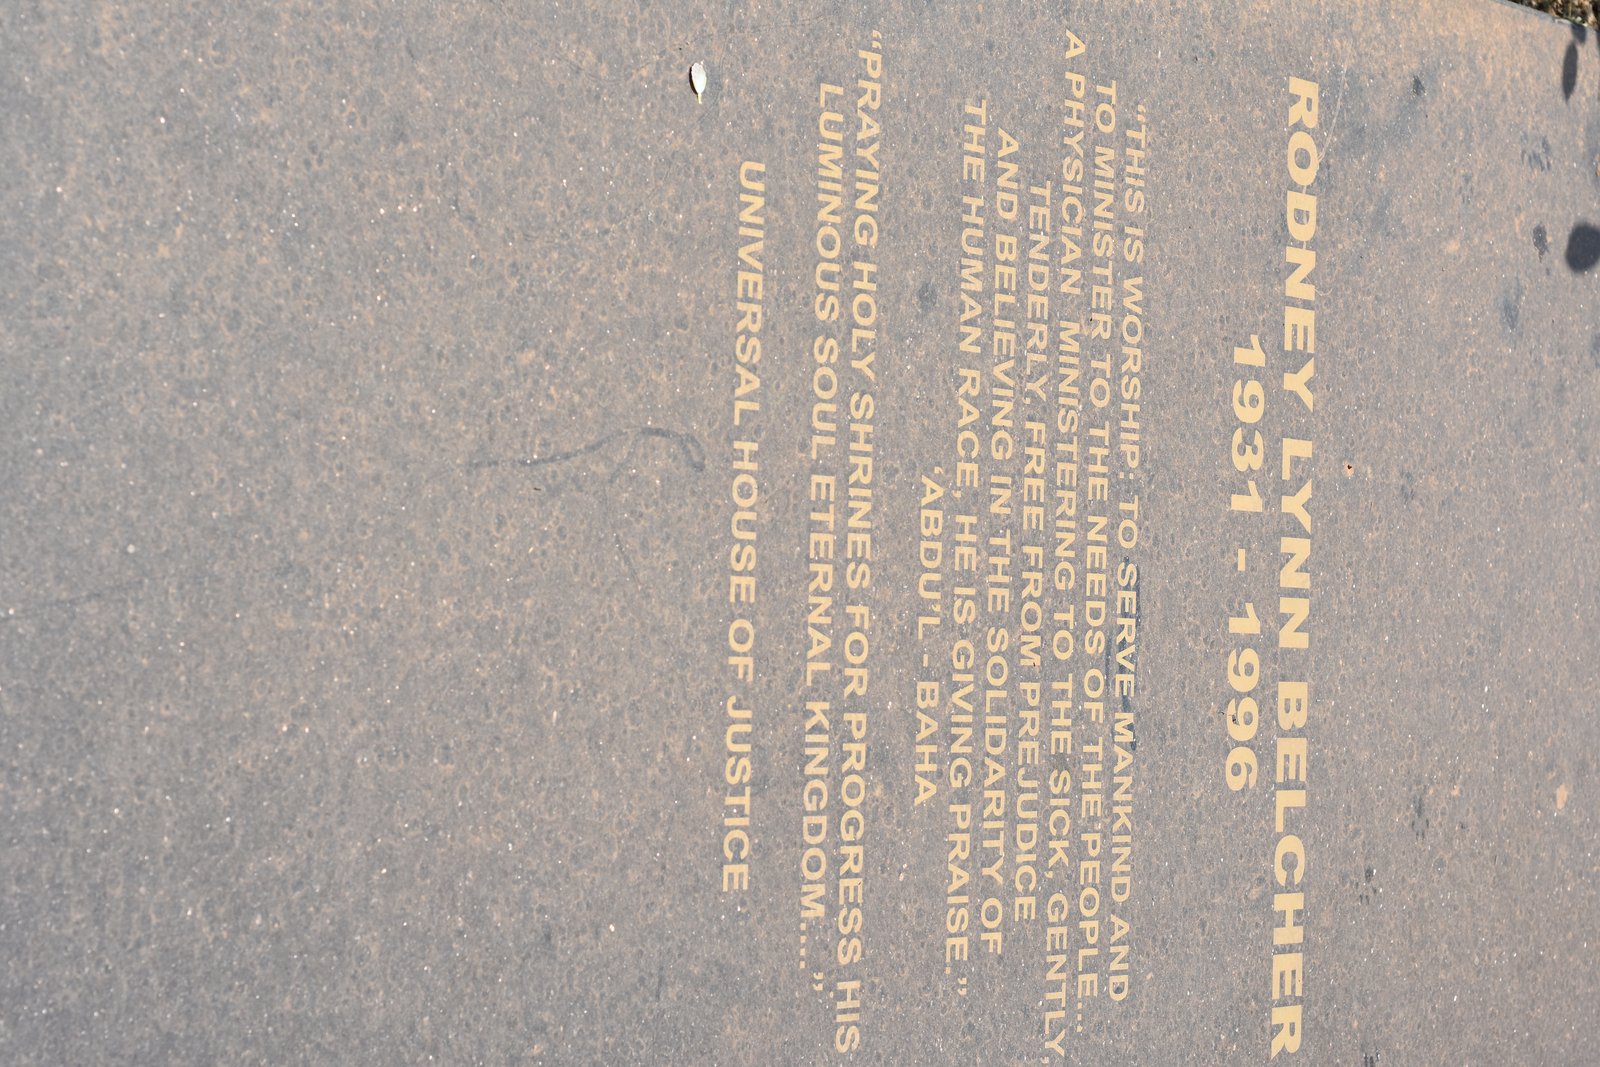 RODNEY LYNN BELCHER
1931 - 1996
“THIS IS WORSHIP: TO SERVE MANKIND AND
TO MINISTER TO THE NEEDS OF THE PEOPLE....
A PHYSICIAN MINISTERING TO THE SICK, GENTLY,
TENDERLY, FREE FROM PREJUDICE
AND BELIEVING IN THE SOLIDARITY OF
THE HUMAN RACE, HE IS GIVING PRAISE.”
‘ABDU’L - BAHA
“PRAYING HOLY SHRINES FOR PROGRESS HIS
LUMINOUS SOUL ETERNAL KINGDOM....”
UNIVERSAL HOUSE OF JUSTICE